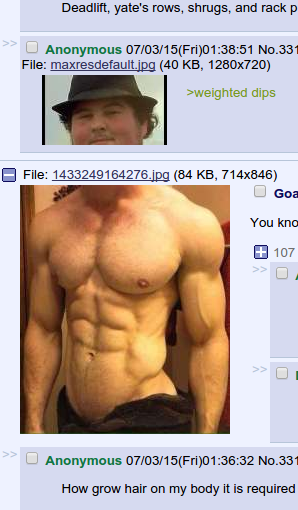 Deadlift, yate's rows, shrugs, and rack p
>> Anonymous 07/03/15(Fri)01:38:51 No.331
File: maxresdefault.jpg (40 KB, 1280x720)
>weighted dips
File: 1433249164276.jpg (84 KB, 714x846)
Goa
You kno
107
>>
>>
>> Anonymous 07/03/15(Fri)01:36:32 No.331
How grow hair on my body it is required